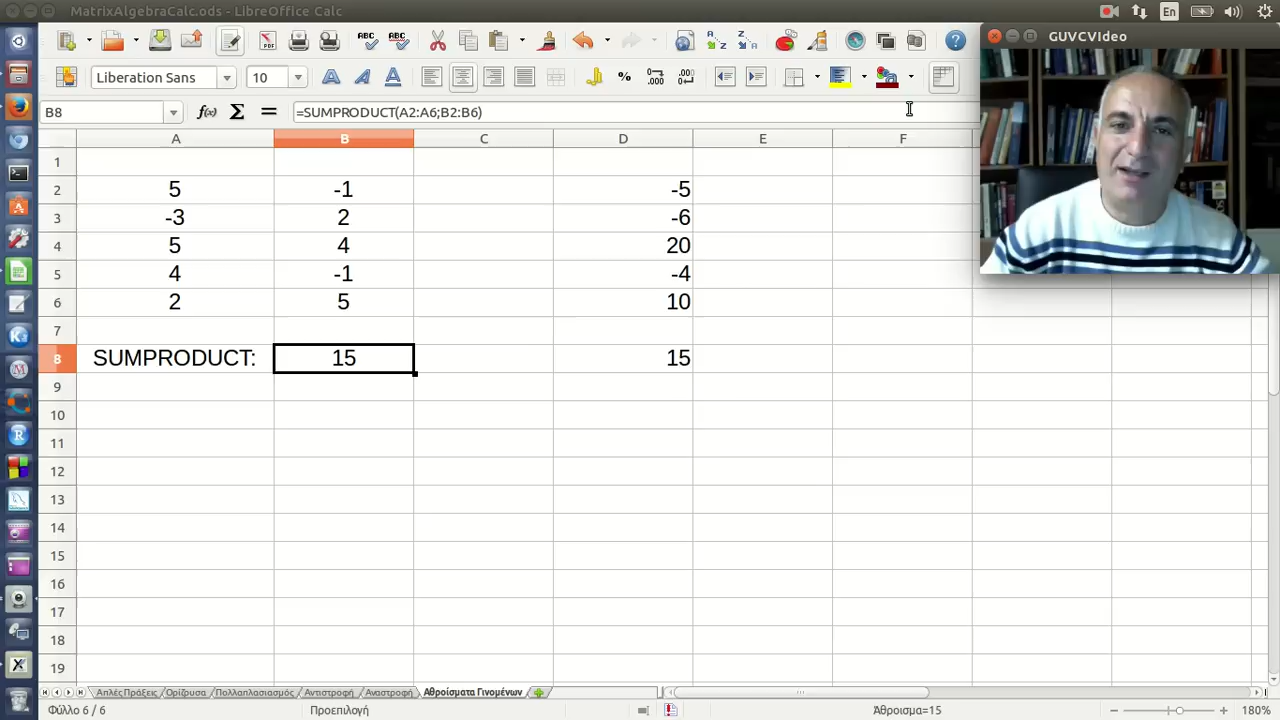 MatrixAlgebraCalc.ods - LibreOffice Calc
En
GUVCVIdeo
Liberation Sans
10
B8
=SUMPRODUCT(A2:A6;B2:B6)
A B C D E F
1
2 5 -1 -5
3 -3 2 -6
4 5 4 20
5 4 -1 -4
6 2 5 10
7
8 SUMPRODUCT: 15 15
9
10
11
12
13
14
15
16
17
18
19
Απλές Πράξεις Ορίζουσα Πολλαπλασιασμός Αντιστροφή Αναστροφή Αθροίσματα Γινομένων
Φύλλο 6 / 6 Προεπιλογή Άθροισμα=15 180%